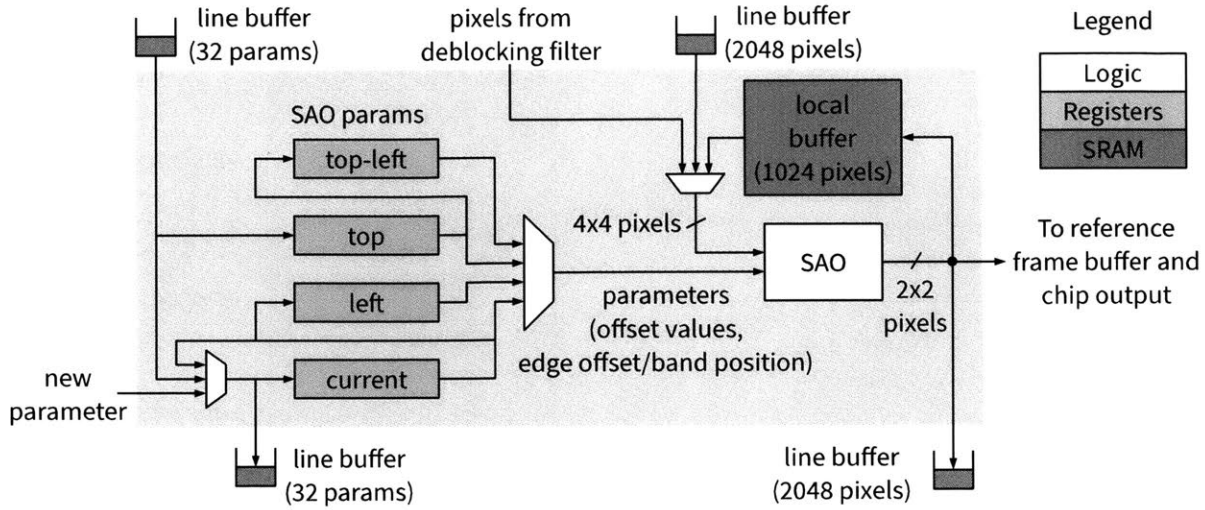 line buffer
(32 params)
pixels from
deblocking filter
line buffer
(2048 pixels)
Legend
Logic
Registers
SRAM
SAO params
top-left
top
left
current
local
buffer
(1024 pixels)
4x4 pixels
SAO
2x2
pixels
To reference
frame buffer and
chip output
parameters
(offset values,
edge offset/band position)
new
parameter
line buffer
(32 params)
line buffer
(2048 pixels)